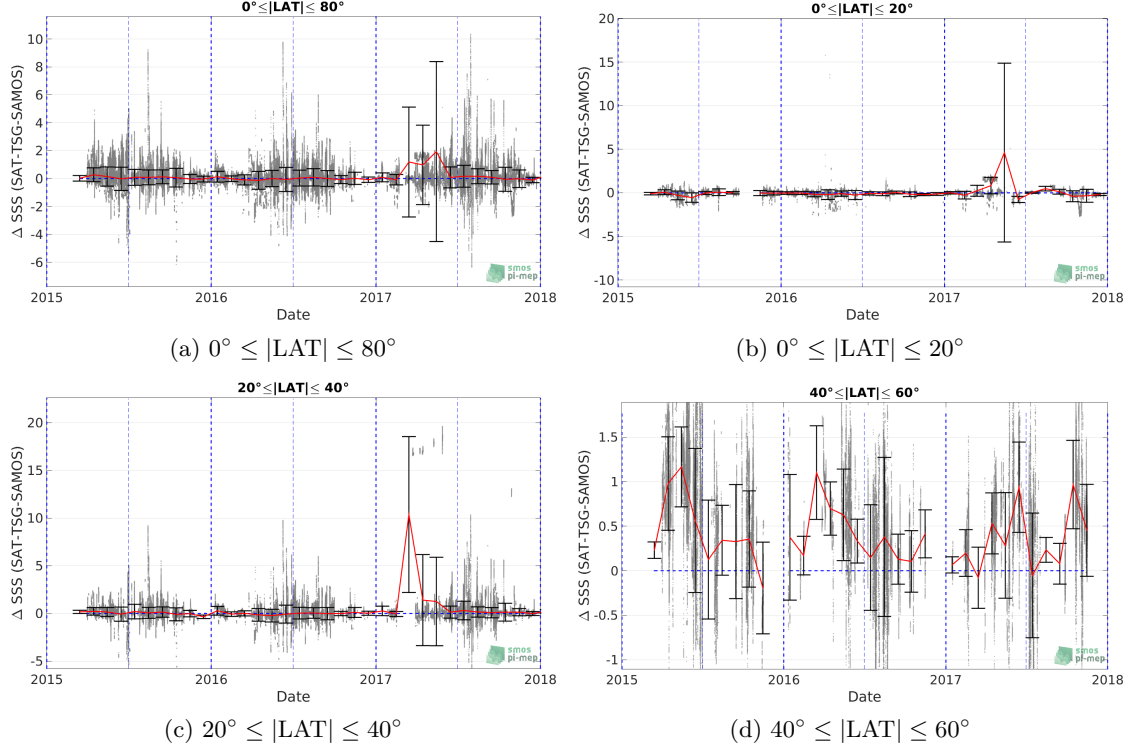 0°≤|LAT|≤ 80°
Δ SSS (SAT-TSG-SAMOS)
10
8
6
4
2
0
-2
-4
-6
2015 2016 2017 2018
Date
smos
pi-mep
(a) 0° ≤ |LAT| ≤ 80°
0°≤|LAT|≤ 20°
Δ SSS (SAT-TSG-SAMOS)
20
15
10
5
0
-5
-10
2015 2016 2017 2018
Date
smos
pi-mep
(b) 0° ≤ |LAT| ≤ 20°
20°≤|LAT|≤ 40°
Δ SSS (SAT-TSG-SAMOS)
20
15
10
5
0
-5
2015 2016 2017 2018
Date
smos
pi-mep
(c) 20° ≤ |LAT| ≤ 40°
40°≤|LAT|≤ 60°
Δ SSS (SAT-TSG-SAMOS)
1.5
1
0.5
0
-0.5
-1
2015 2016 2017 2018
Date
smos
pi-mep
(d) 40° ≤ |LAT| ≤ 60°